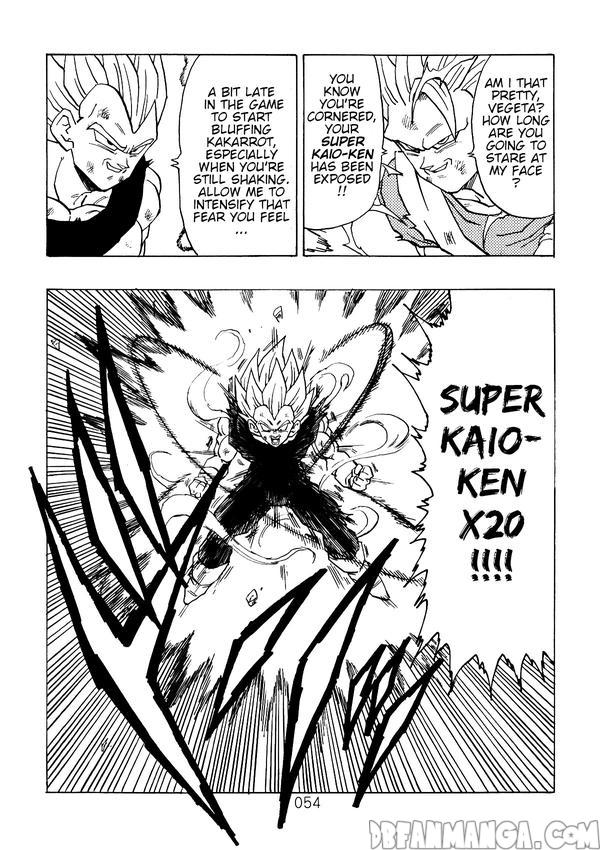 AM I THAT
PRETTY,
VEGETA?
HOW LONG
ARE YOU
GOING TO
STARE AT
MY FACE
?
YOU
KNOW
YOU'RE
CORNERED,
YOUR
SUPER
KAIO-KEN
HAS BEEN
EXPOSED
!!
A BIT LATE
IN THE GAME
TO START
BLUFFING
KAKARROT,
ESPECIALLY
WHEN YOU'RE
STILL SHAKING.
ALLOW ME TO
INTENSIFY THAT
FEAR YOU FEEL
...
SUPER
KAIO-
KEN
X20
!!!!
054
DBFANMANGA.COM